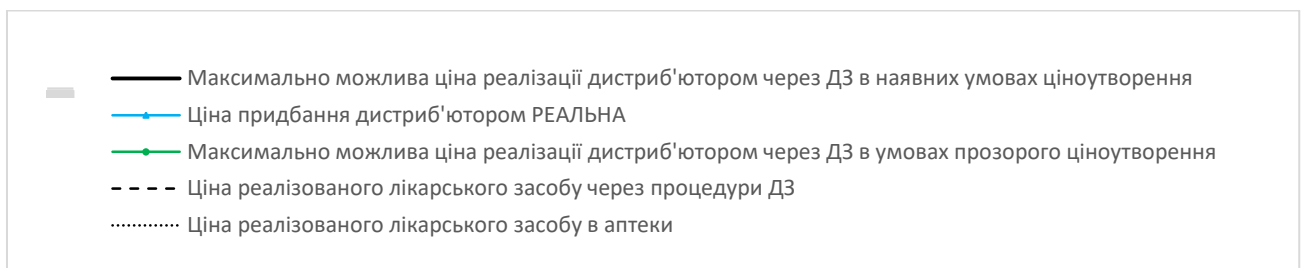 Максимально можлива ціна реалізації дистриб'ютором через ДЗ в наявних умовах ціноутворення
Ціна придбання дистриб'ютором РЕАЛЬНА
Максимально можлива ціна реалізації дистриб'ютором через ДЗ в умовах прозорого ціноутворення
Ціна реалізованого лікарського засобу через процедури ДЗ
Ціна реалізованого лікарського засобу в аптеки